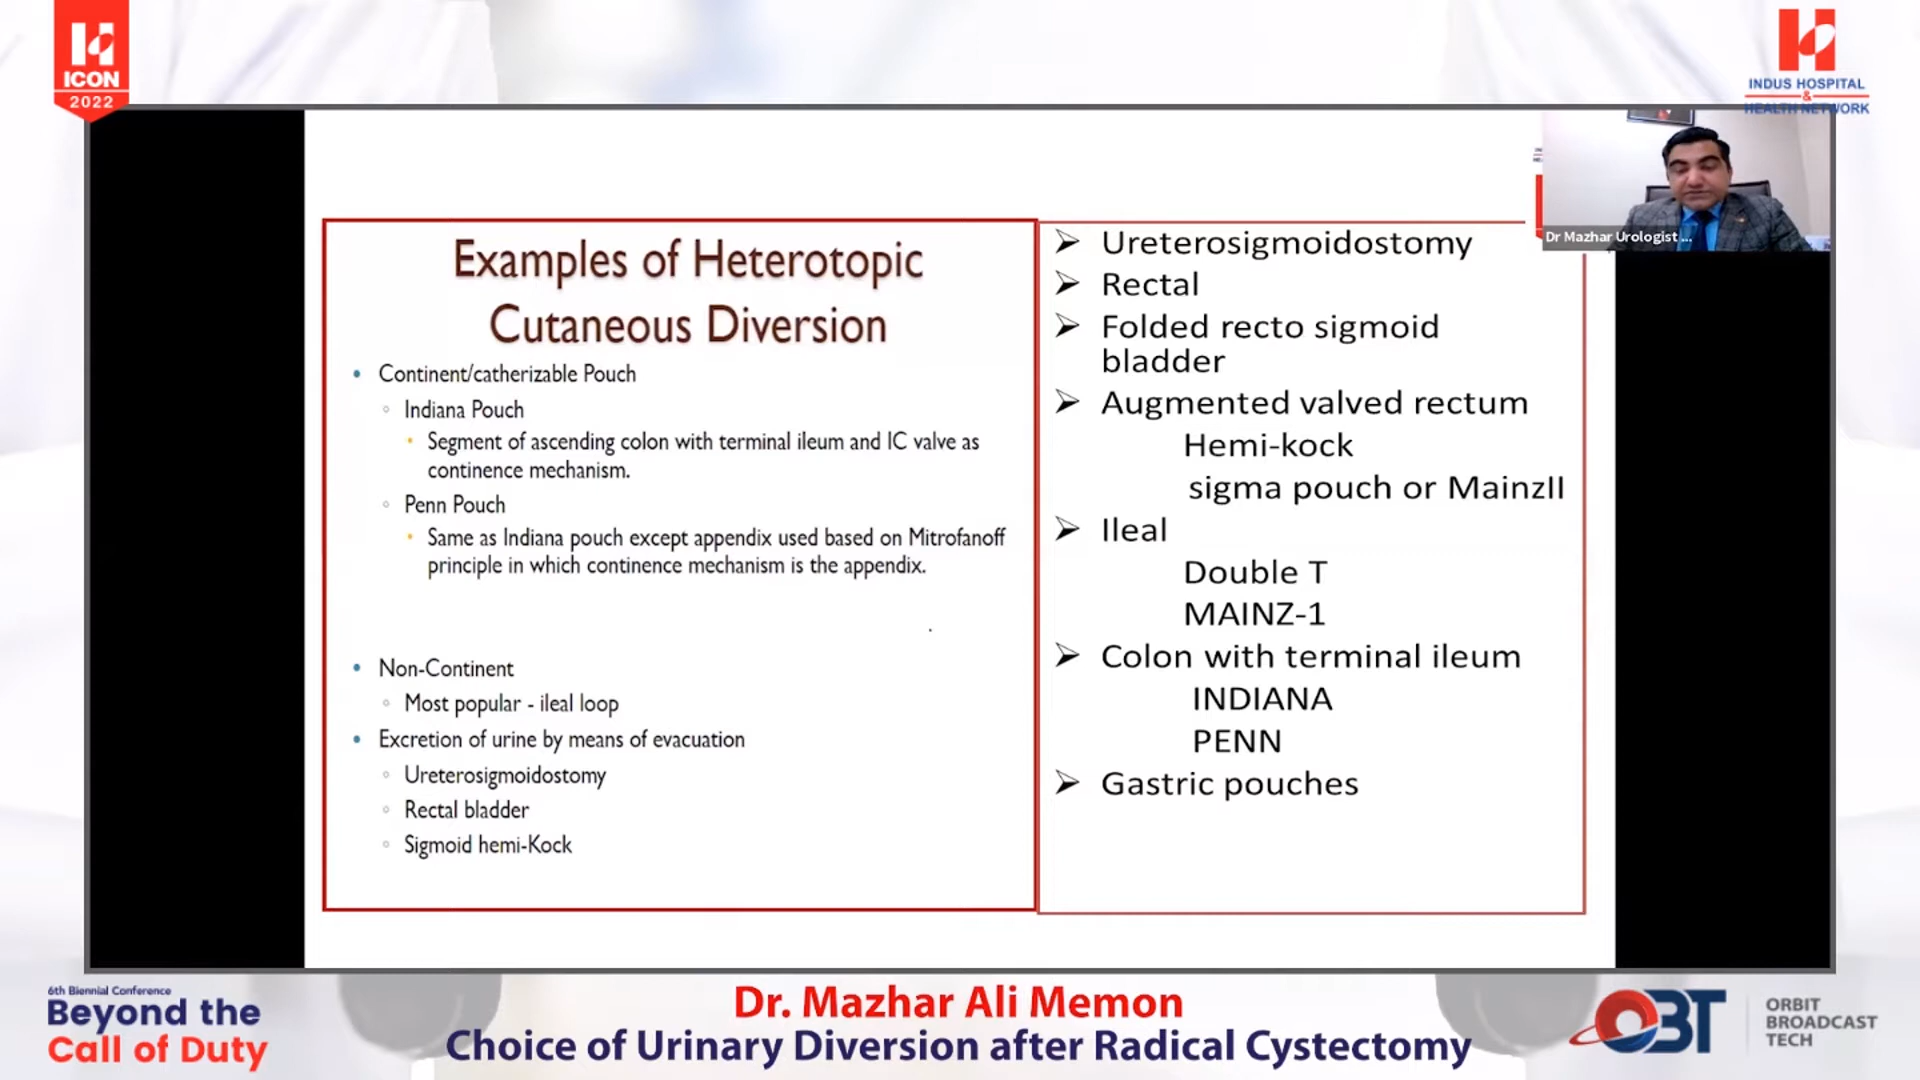 ICON
2022
INDUS HOSPITAL
&
HEALTH NETWORK
Dr Mazhar Urologist ...
Examples of Heterotopic
Cutaneous Diversion
• Continent/catherizable Pouch
◦ Indiana Pouch
• Segment of ascending colon with terminal ileum and IC valve as
continence mechanism.
◦ Penn Pouch
• Same as Indiana pouch except appendix used based on Mitrofanoff
principle in which continence mechanism is the appendix.
• Non-Continent
◦ Most popular - ileal loop
• Excretion of urine by means of evacuation
◦ Ureterosigmoidostomy
◦ Rectal bladder
◦ Sigmoid hemi-Kock
➢ Ureterosigmoidostomy
➢ Rectal
➢ Folded recto sigmoid
bladder
➢ Augmented valved rectum
Hemi-kock
sigma pouch or MainzII
➢ Ileal
Double T
MAINZ-1
➢ Colon with terminal ileum
INDIANA
PENN
➢ Gastric pouches
6th Biennial Conference
Beyond the
Call of Duty
Dr. Mazhar Ali Memon
Choice of Urinary Diversion after Radical Cystectomy
OBT
ORBIT
BROADCAST
TECH